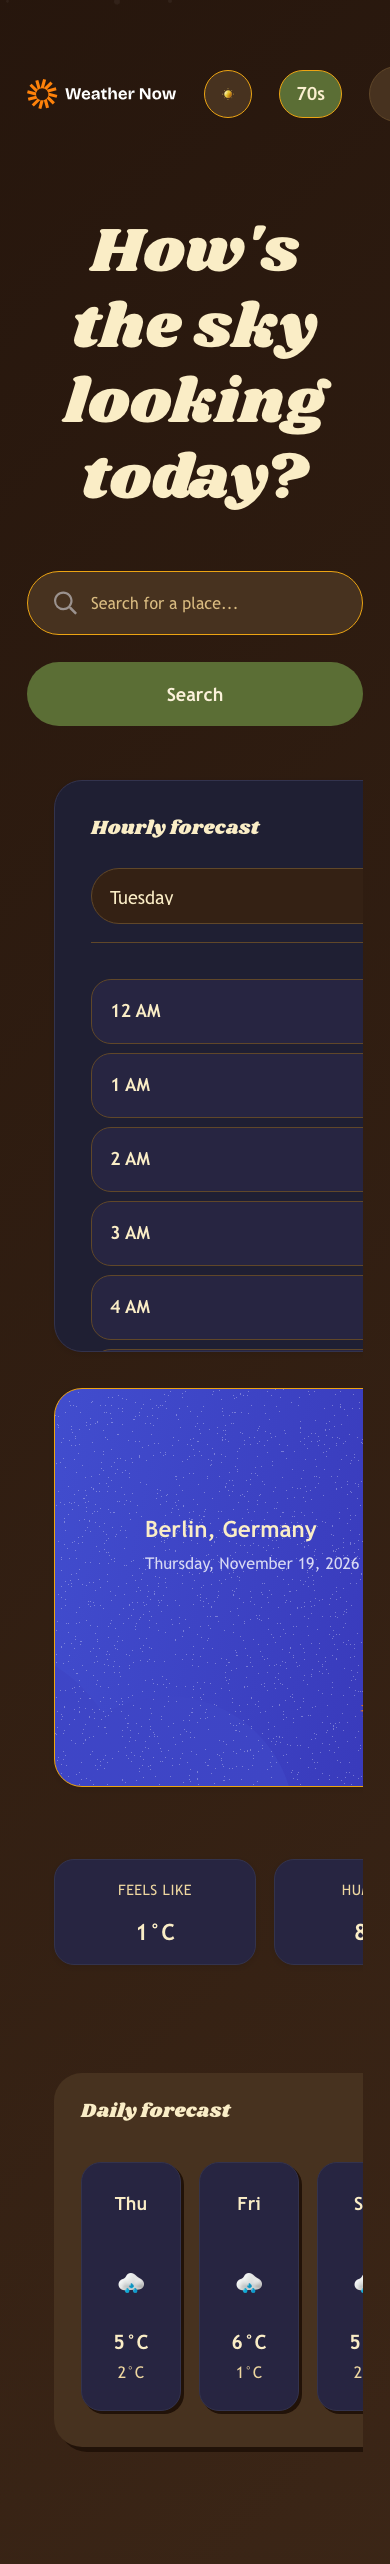 Weather Now
70s
How's
the sky
looking
today?
Search for a place...
Search
Hourly forecast
Tuesday
12 AM
1 AM
2 AM
3 AM
4 AM
Berlin, Germany
Thursday, November 19, 2026
FEELS LIKE
1°C
Daily forecast
Thu
Fri
5°C
6°C
2°C
1°C